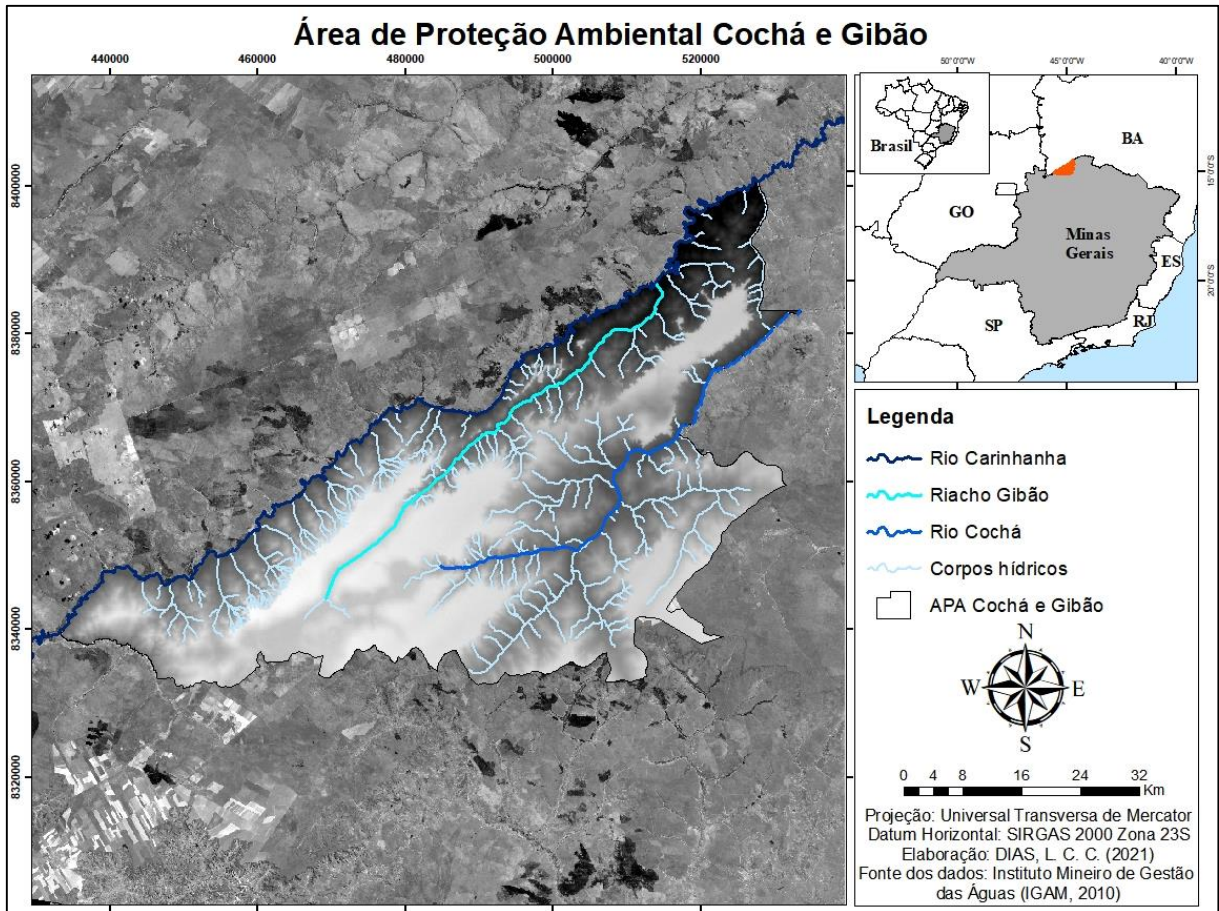 Área de Proteção Ambiental Cochá e Gibão
440000 460000 480000 500000 520000
8400000
8380000
8360000
8340000
8320000
50°0'0"W 45°0'0"W 40°0'0"W
15°0'0"S
20°0'0"S
Brasil
BA
GO
Minas
Gerais
ES
RJ
SP
Legenda
Rio Carinhanha
Riacho Gibão
Rio Cochá
Corpos hídricos
APA Cochá e Gibão
N
W E
S
0 4 8 16 24 32
Km
Projeção: Universal Transversa de Mercator
Datum Horizontal: SIRGAS 2000 Zona 23S
Elaboração: DIAS, L. C. C. (2021)
Fonte dos dados: Instituto Mineiro de Gestão
das Águas (IGAM, 2010)